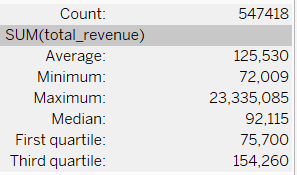 Count: 547418
SUM(total_revenue)
Average: 125,530
Minimum: 72,009
Maximum: 23,335,085
Median: 92,115
First quartile: 75,700
Third quartile: 154,260